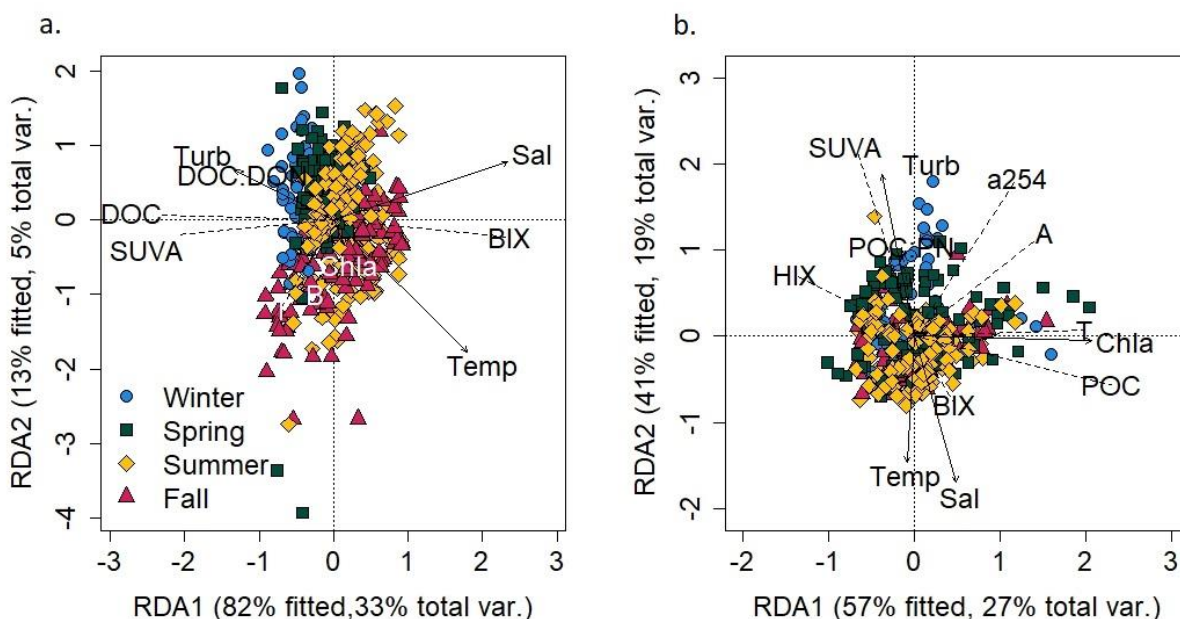 a.
2
1
0
-1
-2
-3
-4
RDA2 (13% fitted, 5% total var.)
Turb
DOC:DON
DOC
SUVA
Sal
BIX
Chla
B
T
Temp
Winter
Spring
Summer
Fall
-3 -2 -1 0 1 2 3
RDA1 (82% fitted,33% total var.)
b.
3
2
1
0
-1
-2
RDA2 (41% fitted, 19% total var.)
SUVA
Turb
a254
A
POC:PN
HIX
T
Chla
POC
BIX
Temp
Sal
-2 -1 0 1 2 3
RDA1 (57% fitted, 27% total var.)